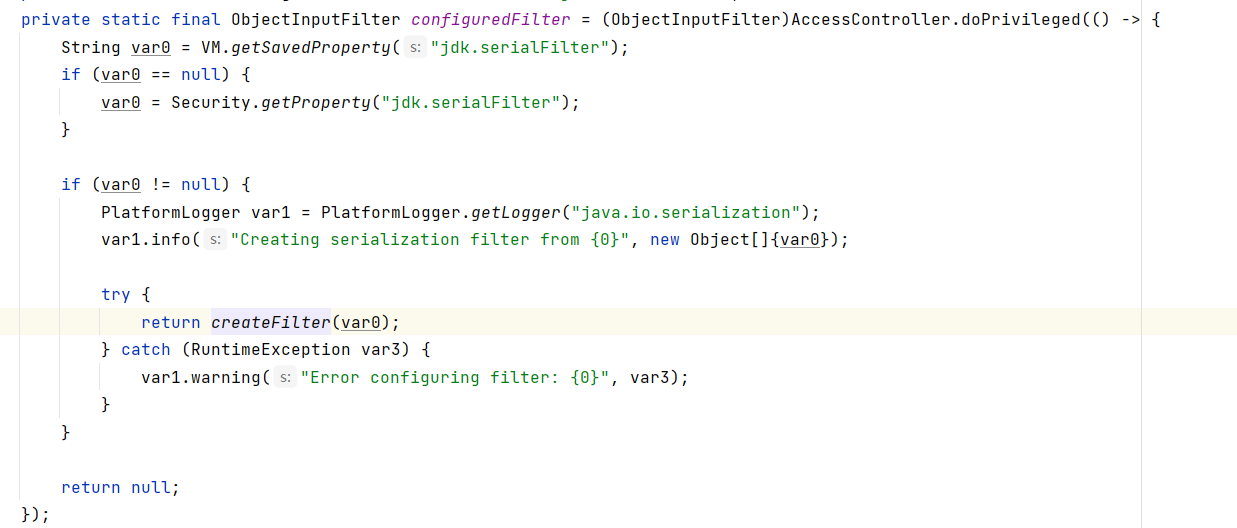 private static final ObjectInputFilter configuredFilter = (ObjectInputFilter)AccessController.doPrivileged(() -> {
    String var0 = VM.getSavedProperty( s: "jdk.serialFilter");
    if (var0 == null) {
        var0 = Security.getProperty("jdk.serialFilter");
    }

    if (var0 != null) {
        PlatformLogger var1 = PlatformLogger.getLogger("java.io.serialization");
        var1.info( s: "Creating serialization filter from {0}", new Object[]{var0});

        try {
            return createFilter(var0);
        } catch (RuntimeException var3) {
            var1.warning( s: "Error configuring filter: {0}", var3);
        }
    }

    return null;
});